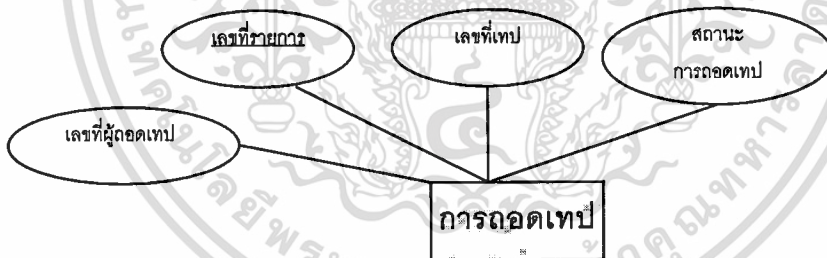 เลขที่รายการ
เลขที่เทป
สถานะ
การถอดเทป
เลขที่ผู้ถอดเทป
การถอดเทป